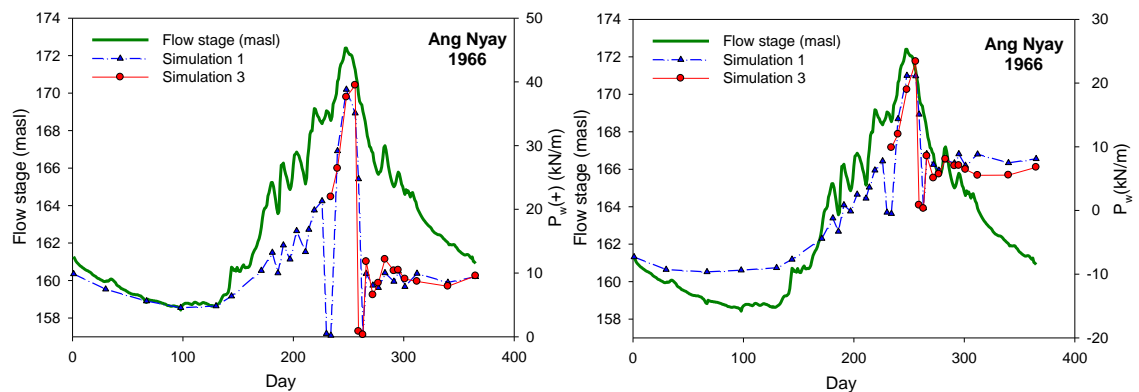 174
172
170
168
166
164
162
160
158
Flow stage (masl)
Flow stage (masl)
Simulation 1
Simulation 3
Ang Nyay
1966
50
40
30
20
10
0
P_w(+) (kN/m)
0 100 200 300 400
Day
174
172
170
168
166
164
162
160
158
Flow stage (masl)
Flow stage (masl)
Simulation 1
Simulation 3
Ang Nyay
1966
30
20
10
0
-10
-20
P_w (kN/m)
0 100 200 300 400
Day